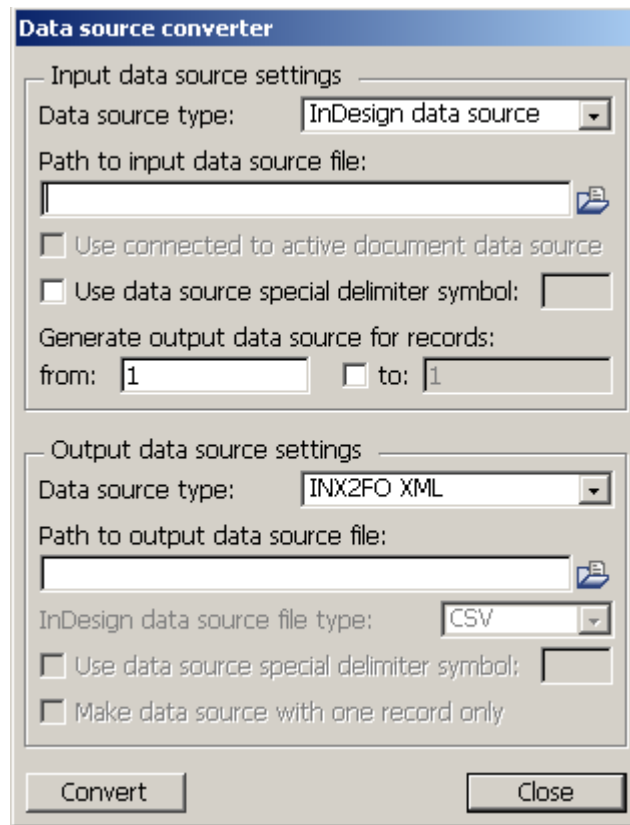 Data source converter
Input data source settings
Data source type: InDesign data source
Path to input data source file:
Use connected to active document data source
Use data source special delimiter symbol:
Generate output data source for records:
from: 1 to: 1
Output data source settings
Data source type: INX2FO XML
Path to output data source file:
InDesign data source file type: CSV
Use data source special delimiter symbol:
Make data source with one record only
Convert Close